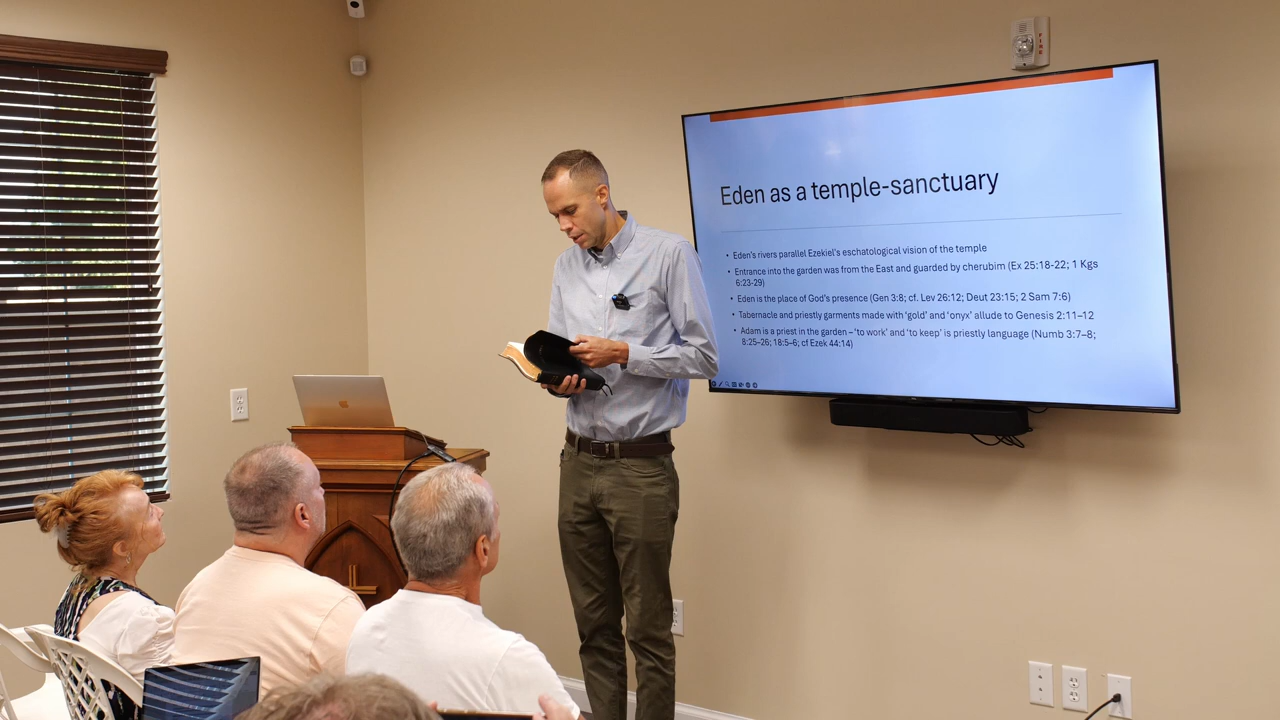 FIRE
Eden as a temple-sanctuary
• Eden's rivers parallel Ezekiel's eschatological vision of the temple
• Entrance into the garden was from the East and guarded by cherubim (Ex 25:18-22; 1 Kgs
6:23-29)
• Eden is the place of God's presence (Gen 3:8; cf. Lev 26:12; Deut 23:15; 2 Sam 7:6)
• Tabernacle and priestly garments made with 'gold' and 'onyx' allude to Genesis 2:11–12
• Adam is a priest in the garden – 'to work' and 'to keep' is priestly language (Numb 3:7–8;
8:25–26; 18:5–6; cf Ezek 44:14)